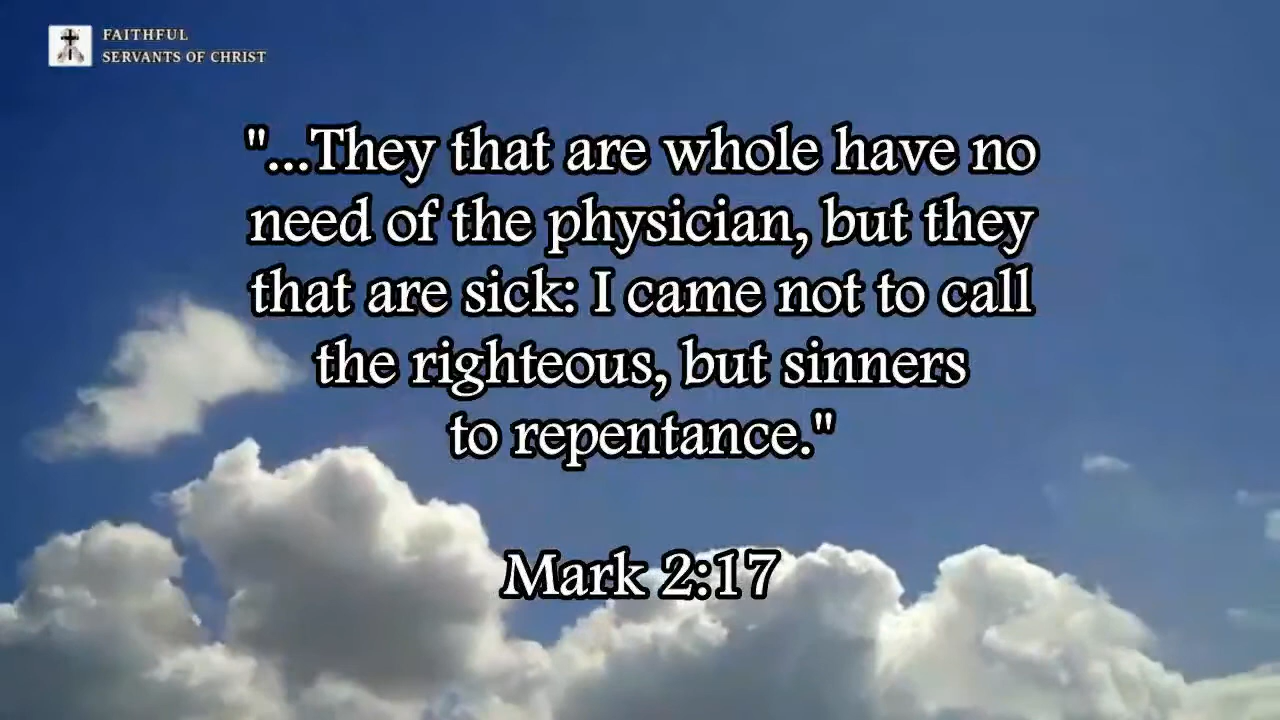 FAITHFUL
SERVANTS OF CHRIST
"...They that are whole have no
need of the physician, but they
that are sick: I came not to call
the righteous, but sinners
to repentance."
Mark 2:17